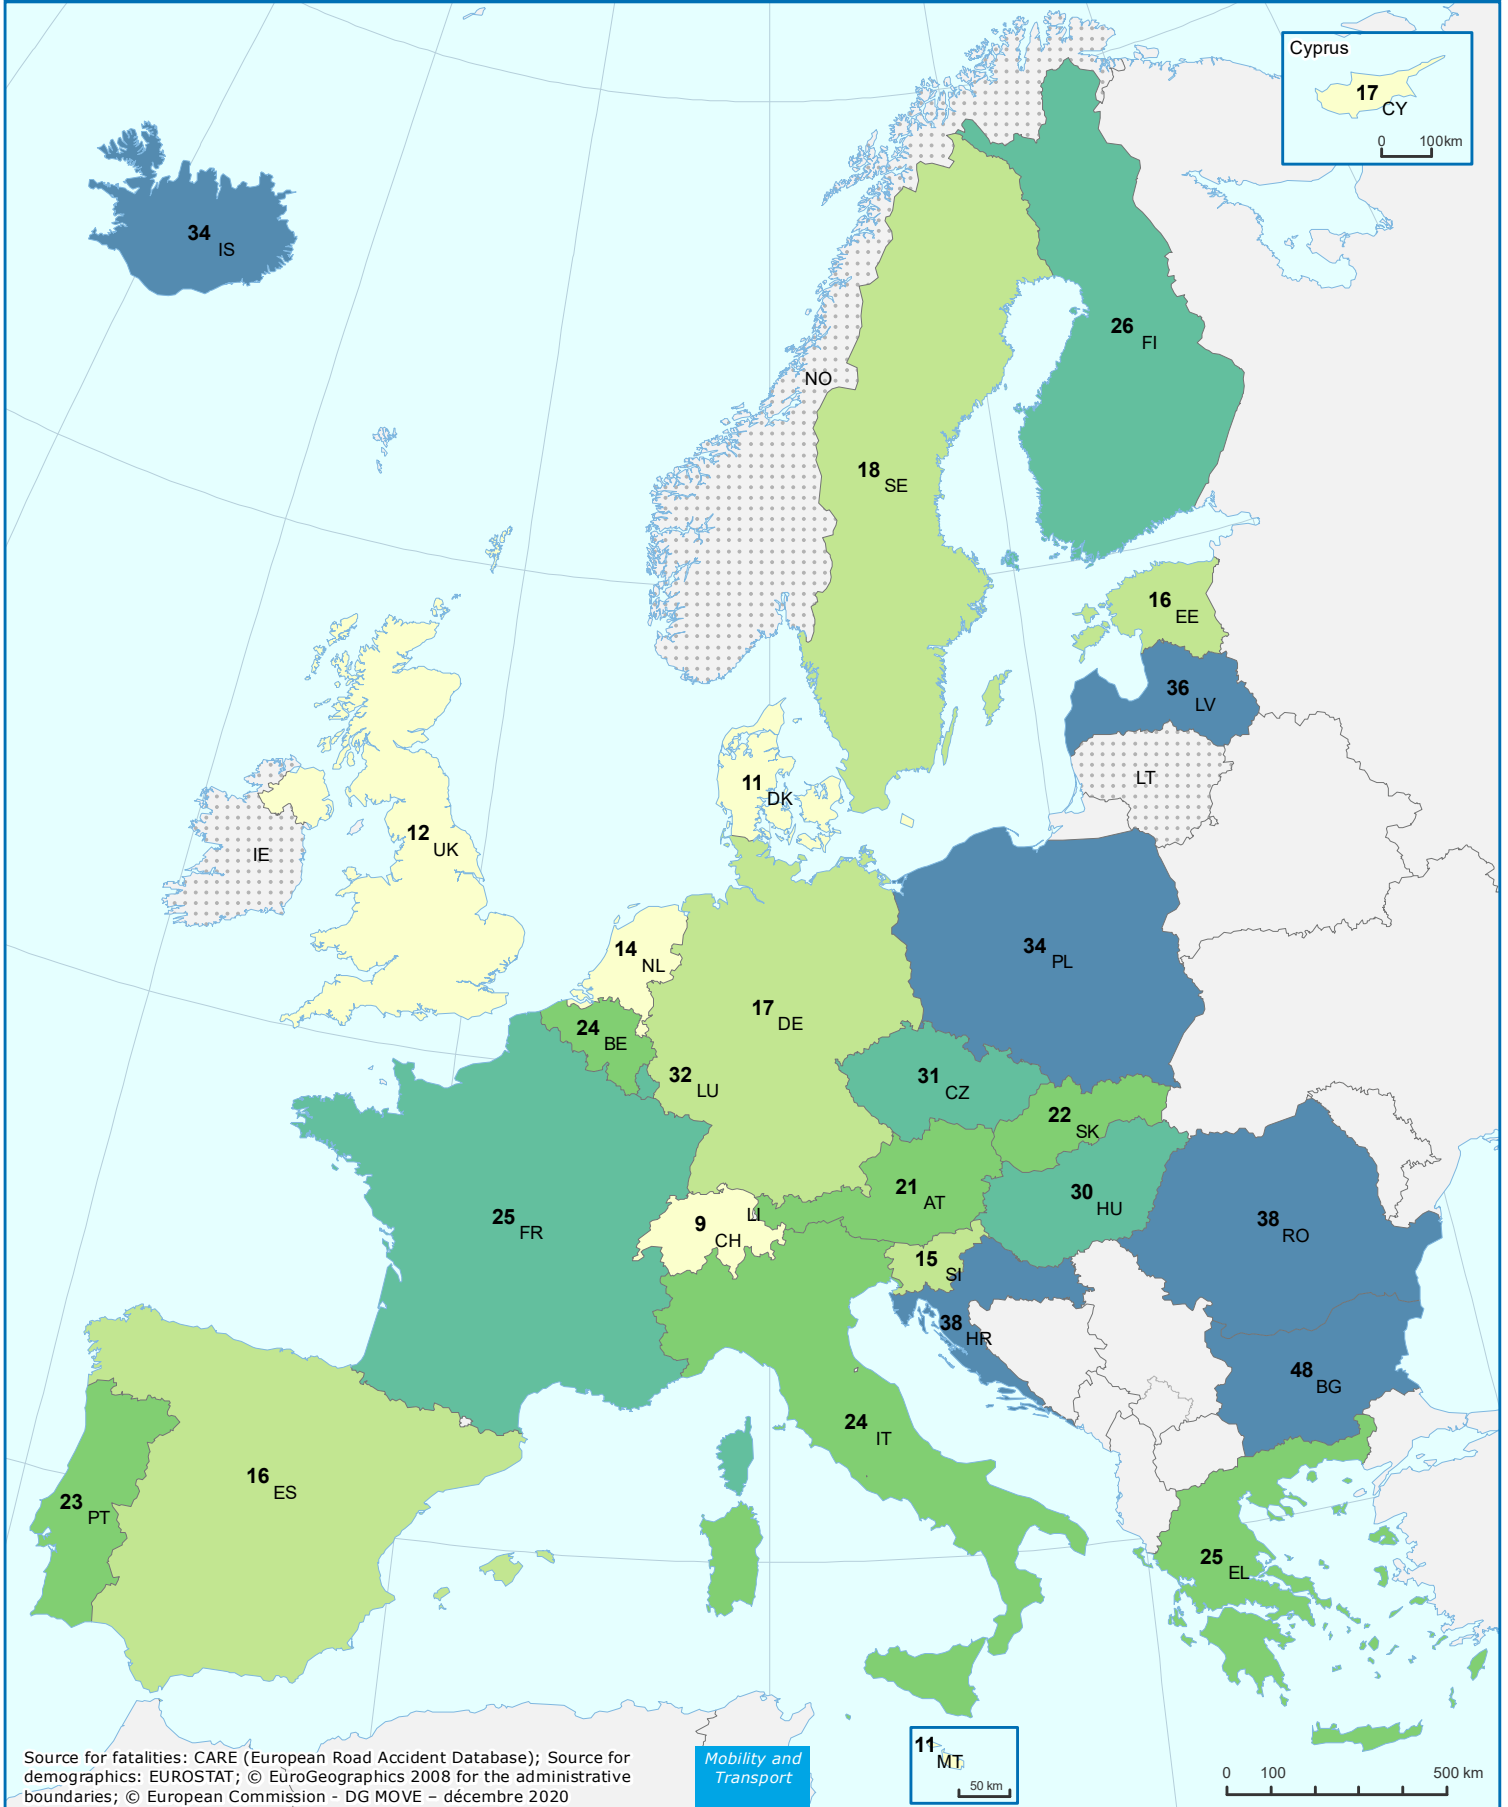 Cyprus
17
CY
0 100km
34
IS
26
FI
NO
18
SE
16
EE
36
LV
LT
11
DK
12
UK
IE
34
PL
14
NL
17
DE
24
BE
32
LU
31
CZ
22
SK
21
AT
30
HU
38
RO
25
FR
LI
9
CH
15
SI
38
HR
48
BG
24
IT
16
ES
23
PT
25
EL
11
MT
50 km
Source for fatalities: CARE (European Road Accident Database); Source for
demographics: EUROSTAT; © EuroGeographics 2008 for the administrative
boundaries; © European Commission - DG MOVE – décembre 2020
Mobility and
Transport
0 100 500 km